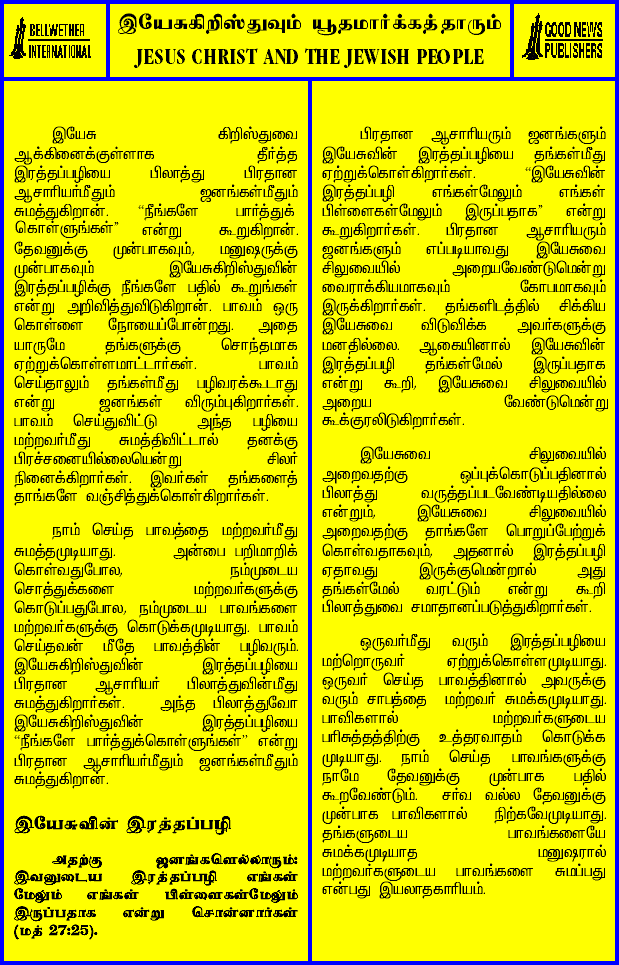 BELLWETHER
INTERNATIONAL
இயேசுகிறிஸ்துவும் யூதமார்க்கத்தாரும்
JESUS CHRIST AND THE JEWISH PEOPLE
GOOD NEWS
PUBLISHERS
இயேசு கிறிஸ்துவை
ஆக்கினைக்குள்ளாக தீர்த்த
இரத்தப்பழியை பிலாத்து பிரதான
ஆசாரியர்மீதும் ஜனங்கள்மீதும்
சுமத்துகிறான். “நீங்களே பார்த்துக்
கொள்ளுங்கள்” என்று கூறுகிறான்.
தேவனுக்கு முன்பாகவும், மனுஷருக்கு
முன்பாகவும் இயேசுகிறிஸ்துவின்
இரத்தப்பழிக்கு நீங்களே பதில் கூறுங்கள்
என்று அறிவித்துவிடுகிறான். பாவம் ஒரு
கொள்ளை நோயைப்போன்றது. அதை
யாருமே தங்களுக்கு சொந்தமாக
ஏற்றுக்கொள்ளமாட்டார்கள். பாவம்
செய்தாலும் தங்கள்மீது பழிவரக்கூடாது
என்று ஜனங்கள் விரும்புகிறார்கள்.
பாவம் செய்துவிட்டு அந்த பழியை
மற்றவர்மீது சுமத்திவிட்டால் தனக்கு
பிரச்சனையில்லையென்று சிலர்
நினைக்கிறார்கள். இவர்கள் தங்களைத்
தாங்களே வஞ்சித்துக்கொள்கிறார்கள்.
நாம் செய்த பாவத்தை மற்றவர்மீது
சுமத்தமுடியாது. அன்பை பறிமாறிக்
கொள்வதுபோல, நம்முடைய
சொத்துக்களை மற்றவர்களுக்கு
கொடுப்பதுபோல, நம்முடைய பாவங்களை
மற்றவர்களுக்கு கொடுக்கமுடியாது. பாவம்
செய்தவன் மீதே பாவத்தின் பழிவரும்.
இயேசுகிறிஸ்துவின் இரத்தப்பழியை
பிரதான ஆசாரியர் பிலாத்துவின்மீது
சுமத்துகிறார்கள். அந்த பிலாத்துவோ
இயேசுகிறிஸ்துவின் இரத்தப்பழியை
“நீங்களே பார்த்துக்கொள்ளுங்கள்” என்று
பிரதான ஆசாரியர்மீதும் ஜனங்கள்மீதும்
சுமத்துகிறான்.
இயேசுவின் இரத்தப்பழி
அதற்கு ஜனங்களெல்லாரும்:
இவனுடைய இரத்தப்பழி எங்கள்
மேலும் எங்கள் பிள்ளைகள்மேலும்
இருப்பதாக என்று சொன்னார்கள்
(மத் 27:25).
பிரதான ஆசாரியரும் ஜனங்களும்
இயேசுவின் இரத்தப்பழியை தங்கள்மீது
ஏற்றுக்கொள்கிறார்கள். “இயேசுவின்
இரத்தப்பழி எங்கள்மேலும் எங்கள்
பிள்ளைகள்மேலும் இருப்பதாக” என்று
கூறுகிறார்கள். பிரதான ஆசாரியரும்
ஜனங்களும் எப்படியாவது இயேசுவை
சிலுவையில் அறையவேண்டுமென்று
வைராக்கியமாகவும் கோபமாகவும்
இருக்கிறார்கள். தங்களிடத்தில் சிக்கிய
இயேசுவை விடுவிக்க அவர்களுக்கு
மனதில்லை. ஆகையினால் இயேசுவின்
இரத்தப்பழி தங்கள்மேல் இருப்பதாக
என்று கூறி, இயேசுவை சிலுவையில்
அறைய வேண்டுமென்று
கூக்குரலிடுகிறார்கள்.
இயேசுவை சிலுவையில்
அறைவதற்கு ஒப்புக்கொடுப்பதினால்
பிலாத்து வருத்தப்படவேண்டியதில்லை
என்றும், இயேசுவை சிலுவையில்
அறைவதற்கு தாங்களே பொறுப்பேற்றுக்
கொள்வதாகவும், அதனால் இரத்தப்பழி
ஏதாவது இருக்குமென்றால் அது
தங்கள்மேல் வரட்டும் என்று கூறி
பிலாத்துவை சமாதானப்படுத்துகிறார்கள்.
ஒருவர்மீது வரும் இரத்தப்பழியை
மற்றொருவர் ஏற்றுக்கொள்ளமுடியாது.
ஒருவர் செய்த பாவத்தினால் அவருக்கு
வரும் சாபத்தை மற்றவர் சுமக்கமுடியாது.
பாவிகளால் மற்றவர்களுடைய
பரிசுத்தத்திற்கு உத்தரவாதம் கொடுக்க
முடியாது. நாம் செய்த பாவங்களுக்கு
நாமே தேவனுக்கு முன்பாக பதில்
கூறவேண்டும். சர்வ வல்ல தேவனுக்கு
முன்பாக பாவிகளால் நிற்கவேமுடியாது.
தங்களுடைய பாவங்களையே
சுமக்கமுடியாத மனுஷரால்
மற்றவர்களுடைய பாவங்களை சுமப்பது
என்பது இயலாதகாரியம்.